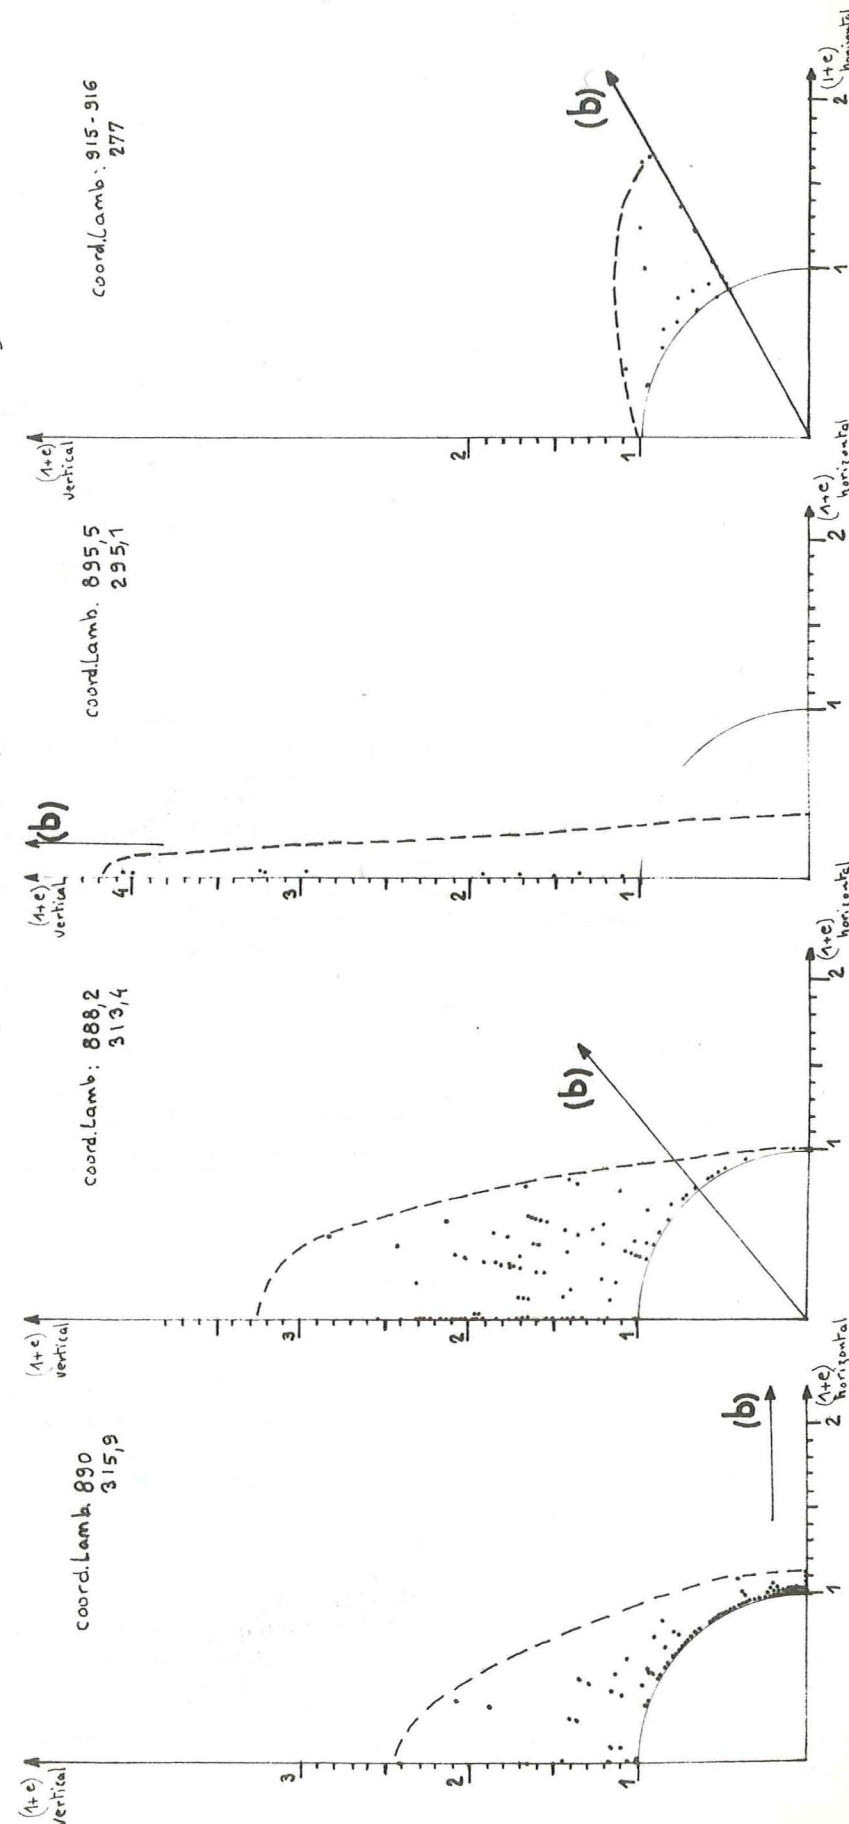 (1+e)
vertical
coord.Lamb. 890
315,9
3
2
1
(b)
1
2
(1+e)
horizontal
(1+e)
vertical
coord.Lamb: 888,2
313,4
3
2
1
(b)
1
2
(1+e)
horizontal
(1+e)
vertical
(b)
coord.Lamb. 895,5
295,1
4
3
2
1
1
2
(1+e)
horizontal
(1+e)
vertical
coord.Lamb: 915-916
277
2
1
(b)
1
2
(1+e)
horizontal